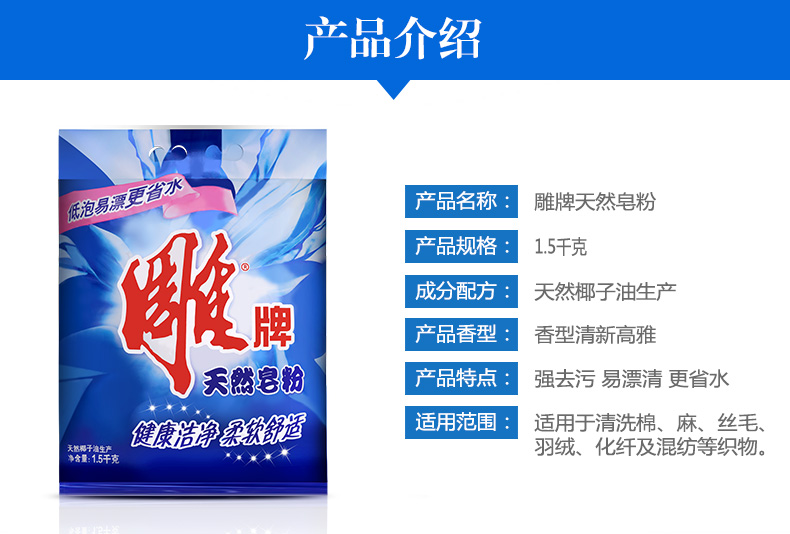 产品介绍
低泡易漂更省水
雕®
牌
天然皂粉
健康洁净 柔软舒适
天然椰子油生产
净含量: 1.5千克
产品名称： 雕牌天然皂粉
产品规格： 1.5千克
成分配方： 天然椰子油生产
产品香型： 香型清新高雅
产品特点： 强去污 易漂清 更省水
适用范围： 适用于清洗棉、麻、丝毛、
羽绒、化纤及混纺等织物。